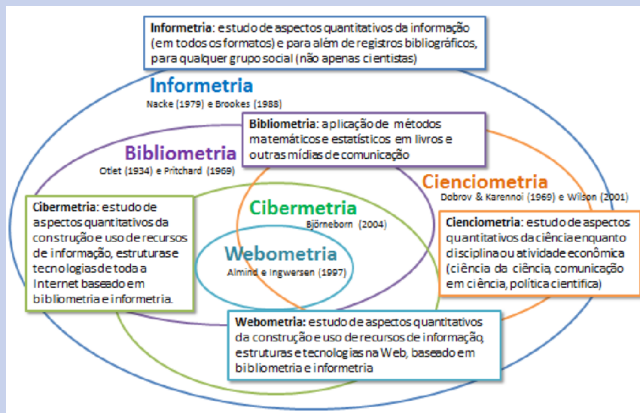 Informetria: estudo de aspectos quantitativos da informação
(em todos os formatos) e para além de registros bibliográficos,
para qualquer grupo social (não apenas cientistas)
Informetria
Nacke (1979) e Brookes (1988)
Bibliometria: aplicação de métodos
matemáticos e estatísticos em livros e
outras mídias de comunicação
Bibliometria
Otlet (1934) e Pritchard (1969)
Cienciometria
Dobrov & Karennoi (1969) e Wilson (2001)
Cibermetria: estudo de
aspectos quantitativos da
construção e uso de recursos
de informação, estruturas e
tecnologias de toda a
Internet baseado em
bibliometria e informetria.
Cibermetria
Björneborn (2004)
Cienciometria: estudo de aspectos
quantitativos da ciência enquanto
disciplina ou atividade econômica
(ciência da ciência, comunicação
em ciência, política científica)
Webometria
Almind e Ingwersen (1997)
Webometria: estudo de aspectos quantitativos
da construção e uso de recursos de informação,
estruturas e tecnologias na Web, baseado em
bibliometria e informetria